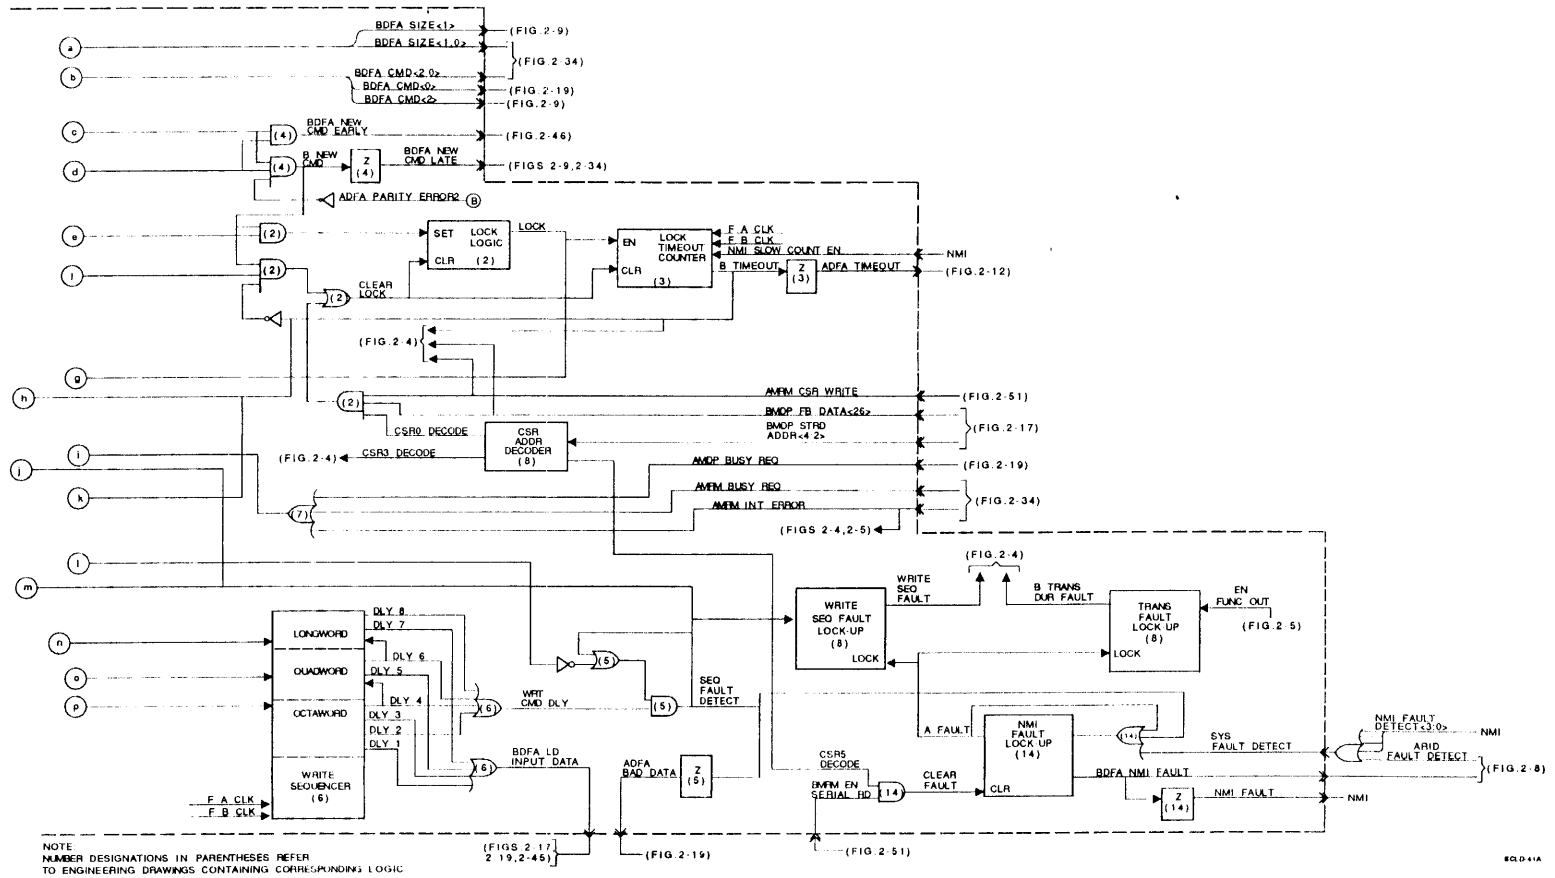 BDFA SIZE<1>
(FIG.2-9)
a
BDFA SIZE<1,0>
(FIG.2-34)
b
BDFA CMD<2 0>
BDFA CMD<0>
(FIG.2-19)
BDFA CMD<2>
(FIG.2-9)
c
(4)
BDFA NEW
CMD EARLY
(FIG.2-46)
d
(4)
B NEW
CMD
Z
(4)
BDFA NEW
CMD LATE
(FIGS 2-9,2-34)
ADFA PARITY ERROR2
B
e
(2)
SET
LOCK
LOGIC
(2)
CLR
LOCK
EN
LOCK
TIMEOUT
COUNTER
CLR
(3)
F A CLK
F B CLK
NMI SLOW COUNT EN
NMI
B TIMEOUT
Z
(3)
ADFA TIMEOUT
(FIG.2-12)
(2)
(2
CLEAR
LOCK
(FIG.2-4)
g
h
(2)
AMRM CSR WRITE
(FIG.2-51)
BMDP FB DATA<26>
BMDP STRD
ADDR<4:2>
(FIG.2-17)
CSR0 DECODE
CSR
ADDR
DECODER
(8)
(FIG.2-4)
CSR3 DECODE
i
j
AMDP BUSY REQ
(FIG.2-19)
k
AMRM BUSY REQ
(FIG.2-34)
(7)
AMRM INT ERROR
(FIGS 2-4,2-5)
l
m
(FIG.2-4)
WRITE
SEQ
FAULT
B TRANS
DUR FAULT
EN
FUNC OUT
(FIG.2-5)
WRITE
SEQ FAULT
LOCK-UP
(8)
LOCK
TRANS
FAULT
LOCK-UP
(8)
LOCK
n
o
p
LONGWORD
QUADWORD
OCTAWORD
WRITE
SEQUENCER
(6)
F A CLK
F B CLK
DLY 8
DLY 7
DLY 6
DLY 5
DLY 4
DLY 3
DLY 2
DLY 1
(6)
WRT
CMD DLY
(5)
(5)
SEQ
FAULT
DETECT
(6)
BDFA LD
INPUT DATA
ADFA
BAD DATA
Z
(5)
A FAULT
NMI
FAULT
LOCK-UP
(14)
CLR
(14)
SYS
FAULT DETECT
NMI FAULT
DETECT<3:0>
NMI
ARID
FAULT DETECT
(FIG.2-8)
CSR5
DECODE
BMRM EN
SERIAL RD
(14)
CLEAR
FAULT
BDFA NMI FAULT
Z
(14)
NMI FAULT
NMI
(FIGS.2-17
2 19,2-45)
(FIG.2-19)
(FIG.2-51)
NOTE
NUMBER DESIGNATIONS IN PARENTHESES REFER
TO ENGINEERING DRAWINGS CONTAINING CORRESPONDING LOGIC